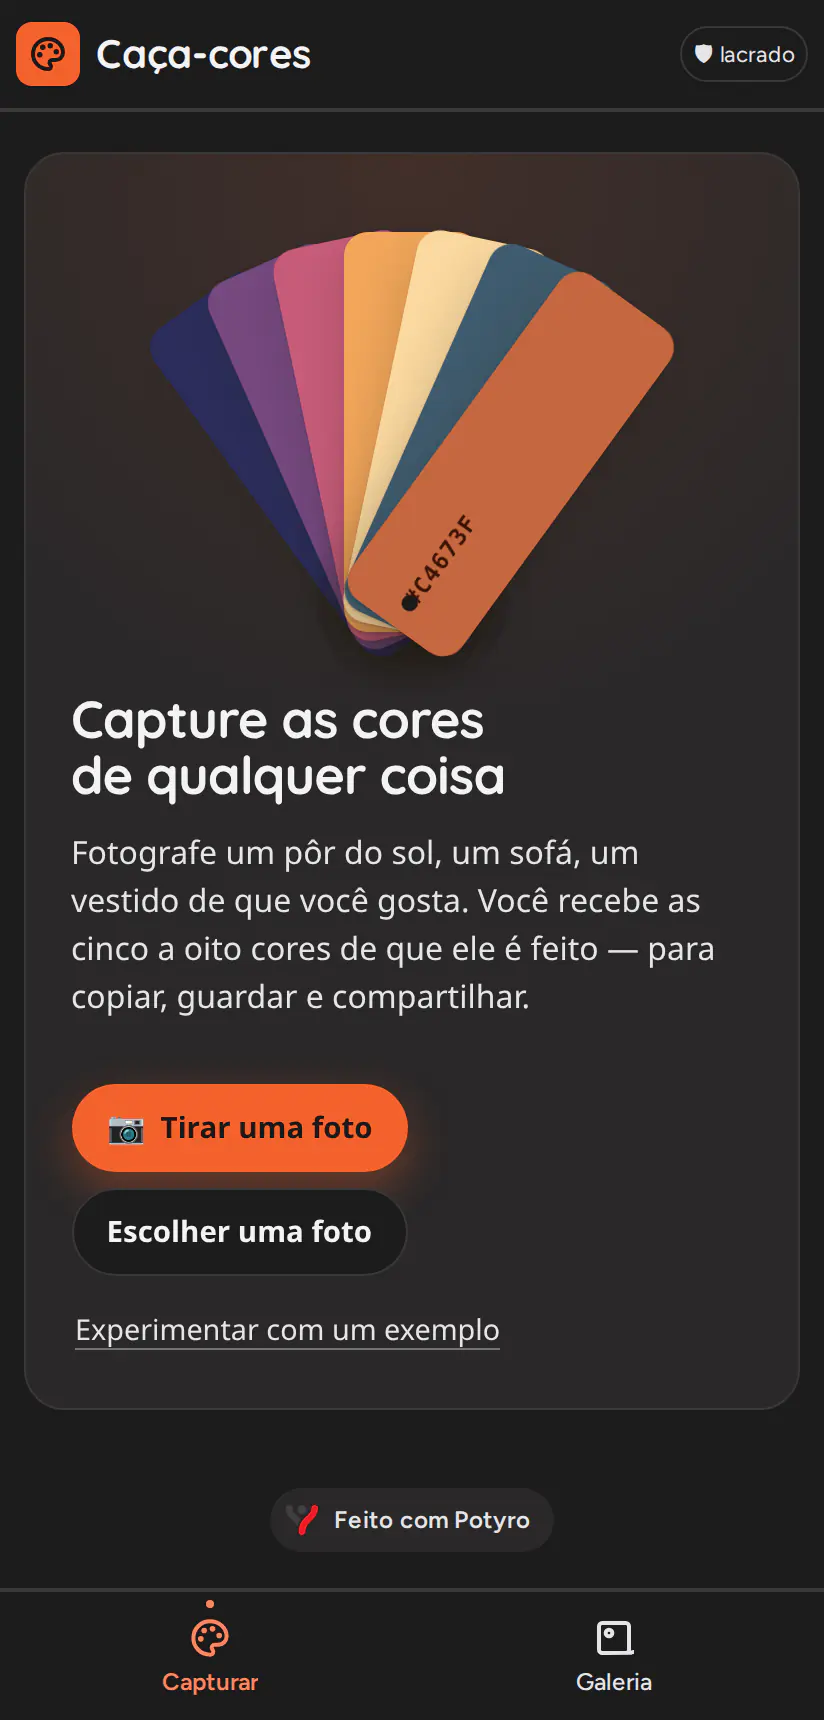 Caça-cores
lacrado
#C4673F
Capture as cores
de qualquer coisa
Fotografe um pôr do sol, um sofá, um
vestido de que você gosta. Você recebe as
cinco a oito cores de que ele é feito — para
copiar, guardar e compartilhar.
Tirar uma foto
Escolher uma foto
Experimentar com um exemplo
Feito com Potyro
Capturar
Galeria